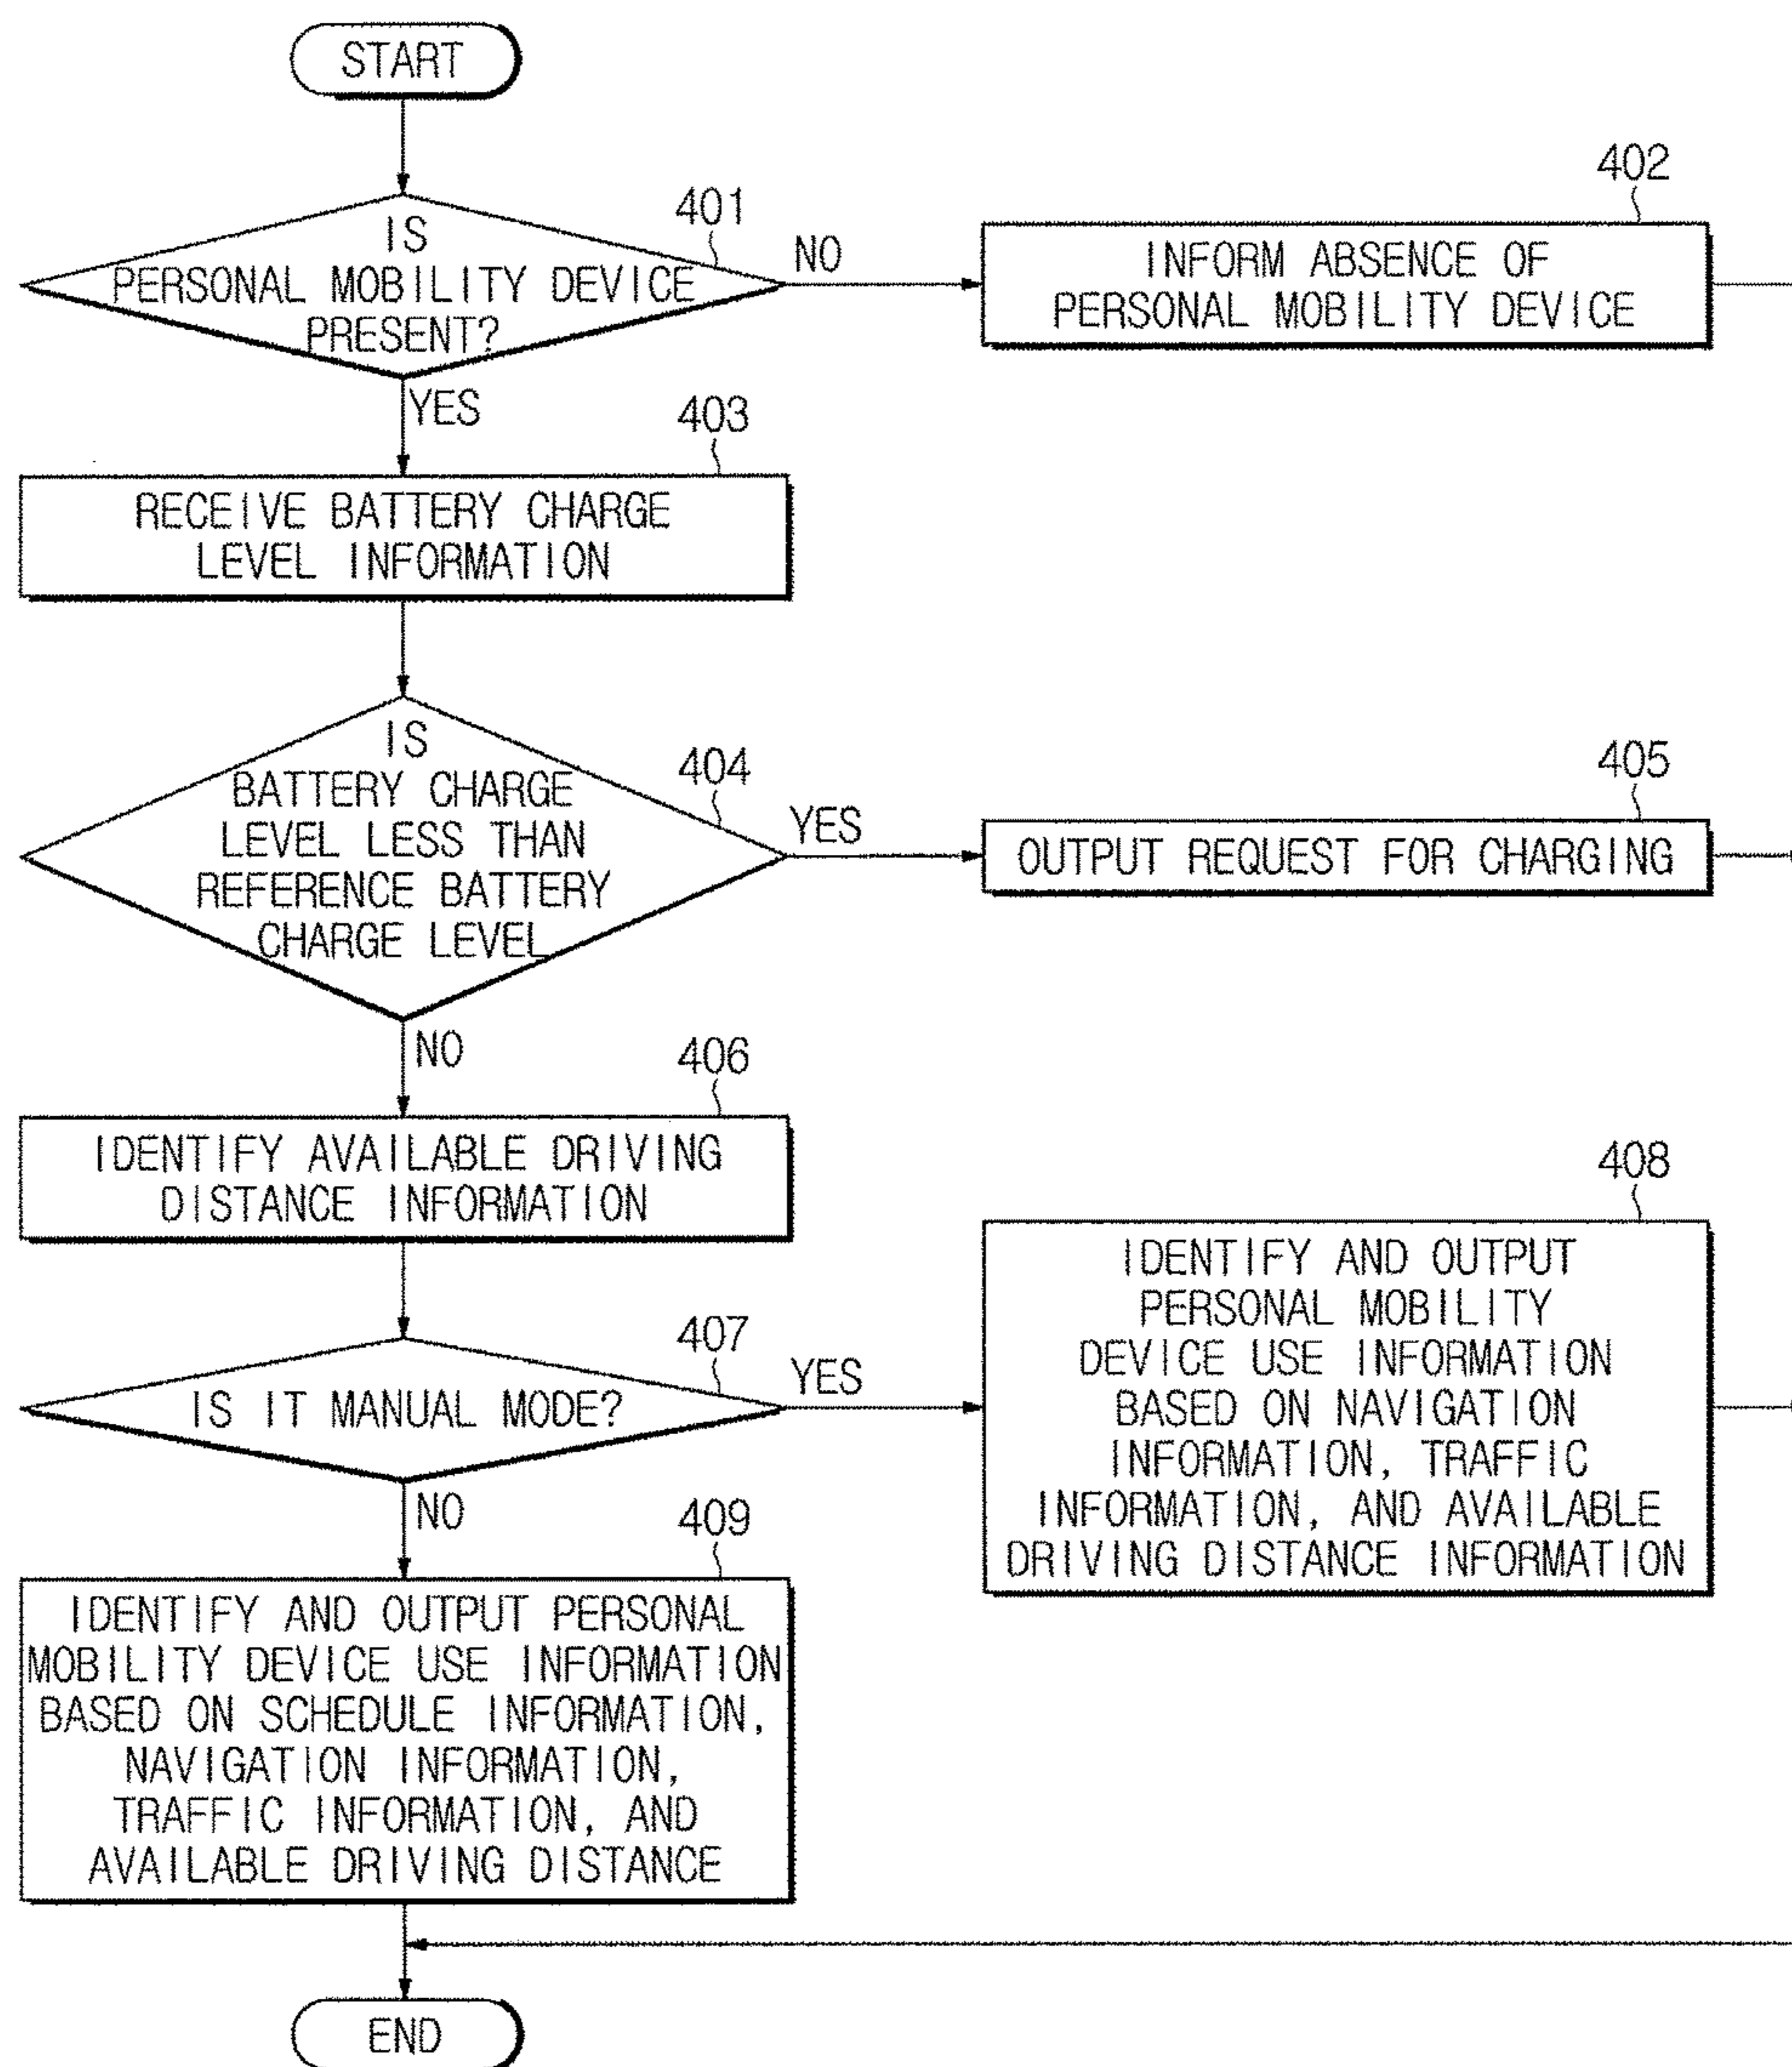 START
401
IS
PERSONAL MOBILITY DEVICE
PRESENT?
NO
402
INFORM ABSENCE OF
PERSONAL MOBILITY DEVICE
YES
403
RECEIVE BATTERY CHARGE
LEVEL INFORMATION
404
IS
BATTERY CHARGE
LEVEL LESS THAN
REFERENCE BATTERY
CHARGE LEVEL
YES
405
OUTPUT REQUEST FOR CHARGING
NO
406
IDENTIFY AVAILABLE DRIVING
DISTANCE INFORMATION
407
IS IT MANUAL MODE?
YES
408
IDENTIFY AND OUTPUT
PERSONAL MOBILITY
DEVICE USE INFORMATION
BASED ON NAVIGATION
INFORMATION, TRAFFIC
INFORMATION, AND AVAILABLE
DRIVING DISTANCE INFORMATION
NO
409
IDENTIFY AND OUTPUT PERSONAL
MOBILITY DEVICE USE INFORMATION
BASED ON SCHEDULE INFORMATION,
NAVIGATION INFORMATION,
TRAFFIC INFORMATION, AND
AVAILABLE DRIVING DISTANCE
END